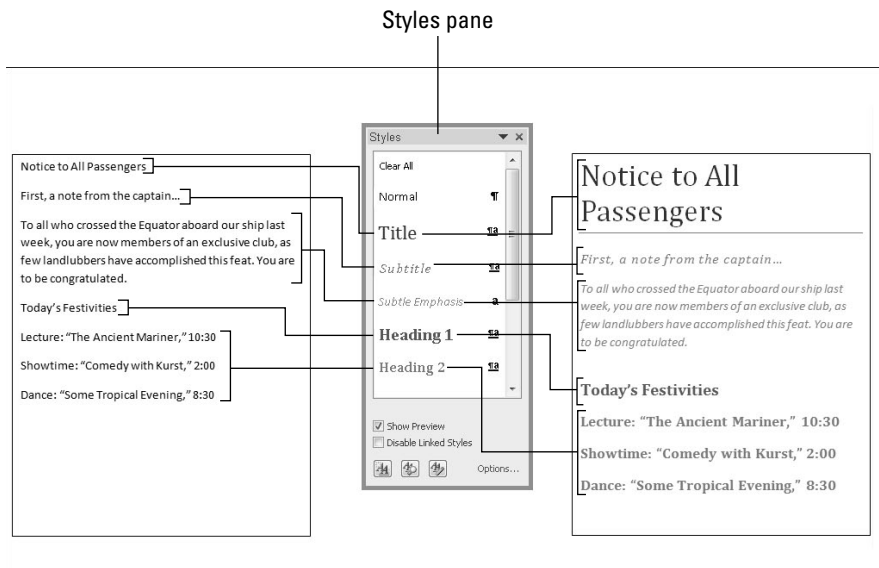 Styles pane
Notice to All Passengers
First, a note from the captain...
To all who crossed the Equator aboard our ship last
week, you are now members of an exclusive club, as
few landlubbers have accomplished this feat. You are
to be congratulated.
Today's Festivities
Lecture: “The Ancient Mariner,” 10:30
Showtime: “Comedy with Kurst,” 2:00
Dance: “Some Tropical Evening,” 8:30
Styles
Clear All
Normal ¶
Title ¶a
Subtitle ¶a
Subtle Emphasis a
Heading 1 ¶a
Heading 2 ¶a
Show Preview
Disable Linked Styles
Options...
Notice to All
Passengers
First, a note from the captain...
To all who crossed the Equator aboard our ship last
week, you are now members of an exclusive club, as
few landlubbers have accomplished this feat. You are
to be congratulated.
Today's Festivities
Lecture: “The Ancient Mariner,” 10:30
Showtime: “Comedy with Kurst,” 2:00
Dance: “Some Tropical Evening,” 8:30